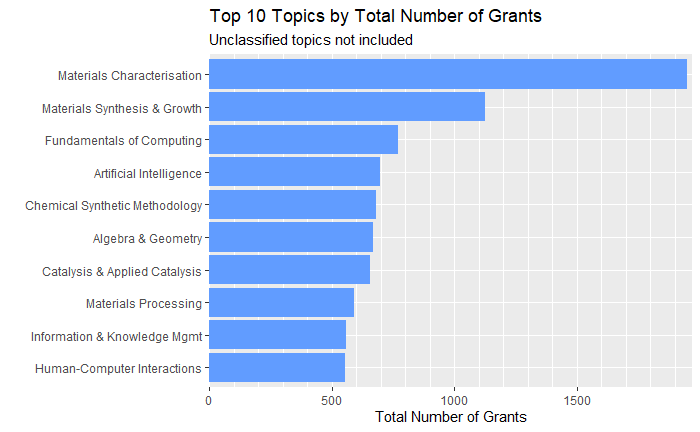 Top 10 Topics by Total Number of Grants
Unclassified topics not included
Materials Characterisation
Materials Synthesis & Growth
Fundamentals of Computing
Artificial Intelligence
Chemical Synthetic Methodology
Algebra & Geometry
Catalysis & Applied Catalysis
Materials Processing
Information & Knowledge Mgmt
Human-Computer Interactions
0 500 1000 1500
Total Number of Grants